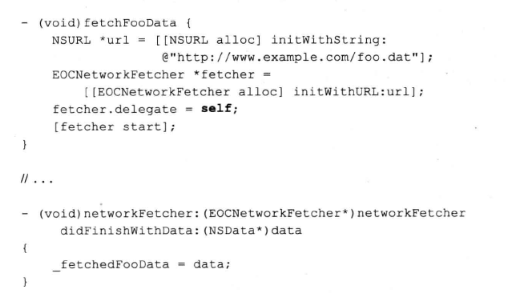 - (void)fetchFooData {
    NSURL *url = [[NSURL alloc] initWithString:
                  @"http://www.example.com/foo.dat"];
    EOCNetworkFetcher *fetcher =
        [[EOCNetworkFetcher alloc] initWithURL:url];
    fetcher.delegate = self;
    [fetcher start];
}
// ...
- (void)networkFetcher:(EOCNetworkFetcher*)networkFetcher
     didFinishWithData:(NSData*)data
{
    _fetchedFooData = data;
}